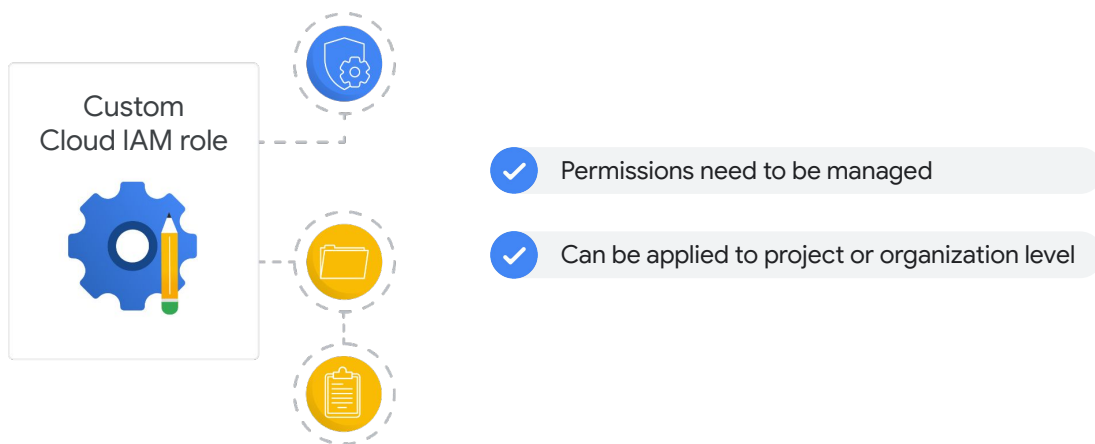 Custom
Cloud IAM role
Permissions need to be managed
Can be applied to project or organization level